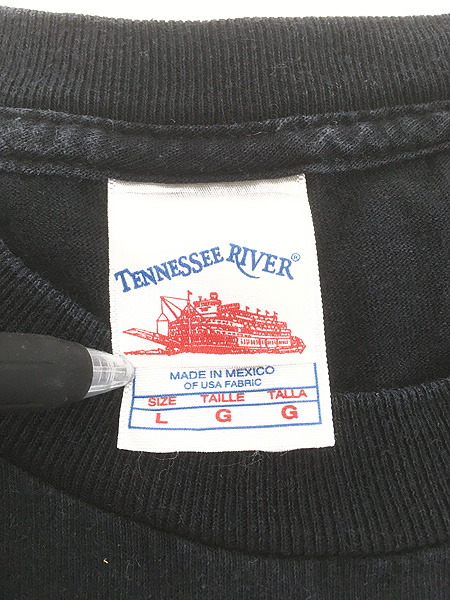 TENNESSEE RIVER®
MADE IN MEXICO
OF USA FABRIC
SIZE TAILLE TALLA
L G G